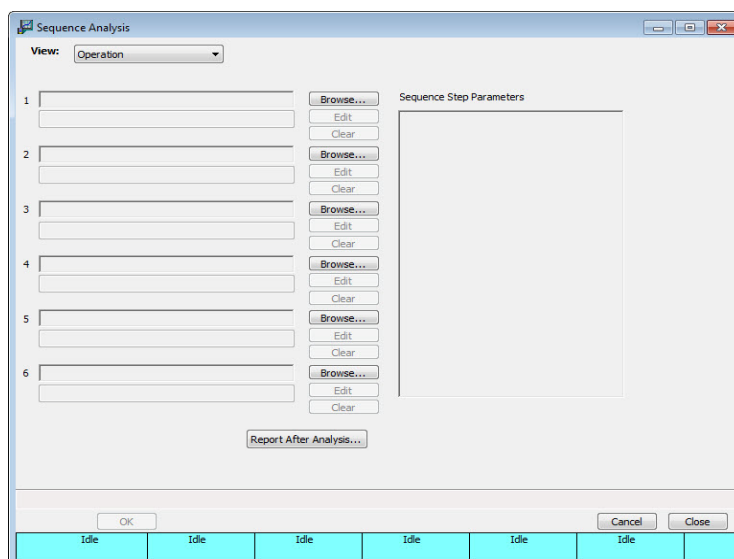 Sequence Analysis
View: Operation
Sequence Step Parameters
1 Browse...
Edit
Clear
2 Browse...
Edit
Clear
3 Browse...
Edit
Clear
4 Browse...
Edit
Clear
5 Browse...
Edit
Clear
6 Browse...
Edit
Clear
Report After Analysis...
OK Cancel Close
Idle Idle Idle Idle Idle Idle